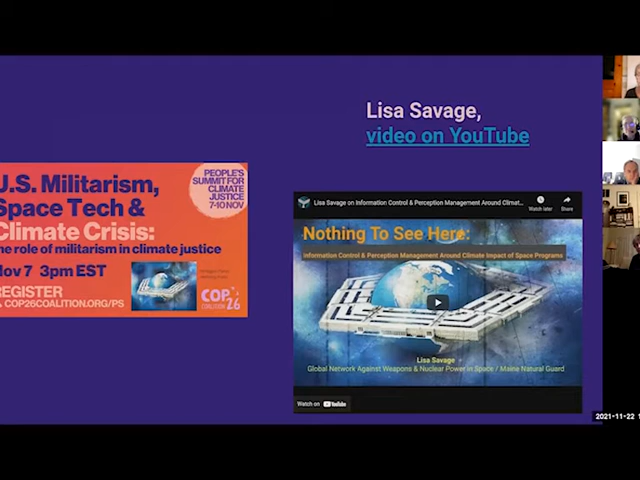 Lisa Savage,
video on YouTube
U.S. Militarism,
Space Tech &
Climate Crisis:
the role of militarism in climate justice
Nov 7 3pm EST
REGISTER
COP26COALITION.ORG/PS
PEOPLE'S
SUMMIT FOR
CLIMATE
JUSTICE
7-10 NOV
COP
26
COALITION
Lisa Savage on Information Control & Perception Management Around Climat...
Watch later
Share
Nothing To See Here:
Information Control & Perception Management Around Climate Impact of Space Programs
Lisa Savage
Global Network Against Weapons & Nuclear Power in Space / Maine Natural Guard
Watch on YouTube
2021-11-22